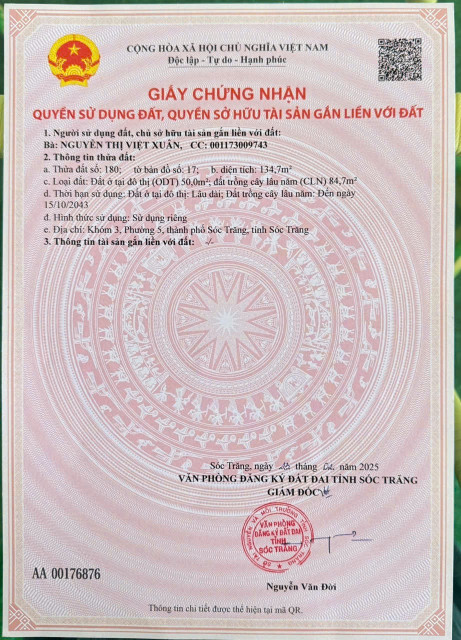 CỘNG HÒA XÃ HỘI CHỦ NGHĨA VIỆT NAM
Độc lập - Tự do - Hạnh phúc
GIẤY CHỨNG NHẬN
QUYỀN SỬ DỤNG ĐẤT, QUYỀN SỞ HỮU TÀI SẢN GẮN LIỀN VỚI ĐẤT
1. Người sử dụng đất, chủ sở hữu tài sản gắn liền với đất:
Bà: NGUYỄN THỊ VIỆT XUÂN, CC: 001173009743
2. Thông tin thửa đất:
a. Thửa đất số: 180; tờ bản đồ số: 17; b. diện tích: 134,7m²
c. Loại đất: Đất ở tại đô thị (ODT) 50,0m²; đất trồng cây lâu năm (CLN) 84,7m²
d. Thời hạn sử dụng: Đất ở tại đô thị: Lâu dài; Đất trồng cây lâu năm: Đến ngày
15/10/2043
đ. Hình thức sử dụng: Sử dụng riêng
e. Địa chỉ: Khóm 3, Phường 5, thành phố Sóc Trăng, tỉnh Sóc Trăng
3. Thông tin tài sản gắn liền với đất: -/-
Sóc Trăng, ngày tháng năm 2025
VĂN PHÒNG ĐĂNG KÝ ĐẤT ĐAI TỈNH SÓC TRĂNG
GIÁM ĐỐC
VĂN PHÒNG
ĐĂNG KÝ ĐẤT ĐAI
TỈNH
SÓC TRĂNG
Nguyễn Văn Đời
AA 00176876
Thông tin chi tiết được thể hiện tại mã QR.